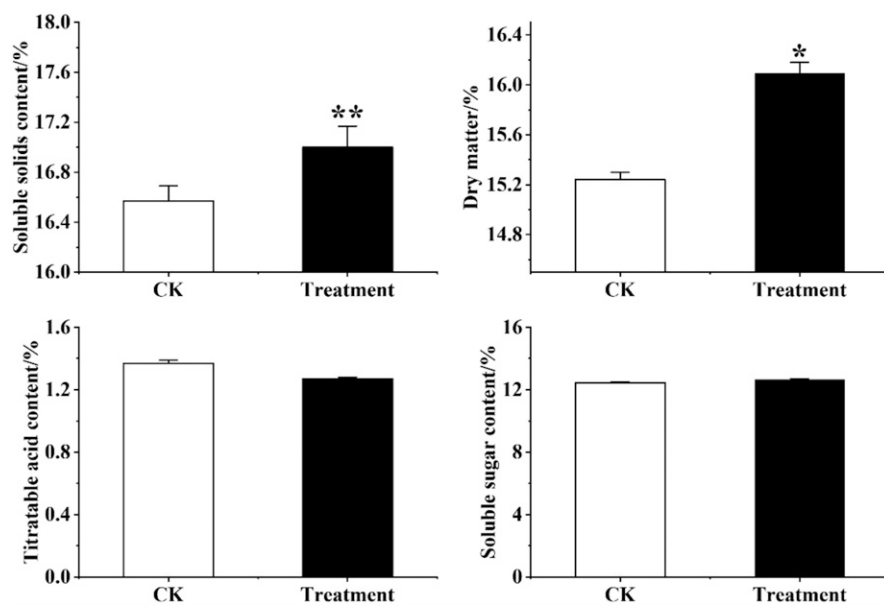 Soluble solids content/%
18.0
17.6
17.2
16.8
16.4
16.0
**
CK Treatment
Dry matter/%
16.4
16.0
15.6
15.2
14.8
*
CK Treatment
Titratable acid content/%
1.6
1.2
0.8
0.4
0.0
CK Treatment
Soluble sugar content/%
16
12
8
4
0
CK Treatment